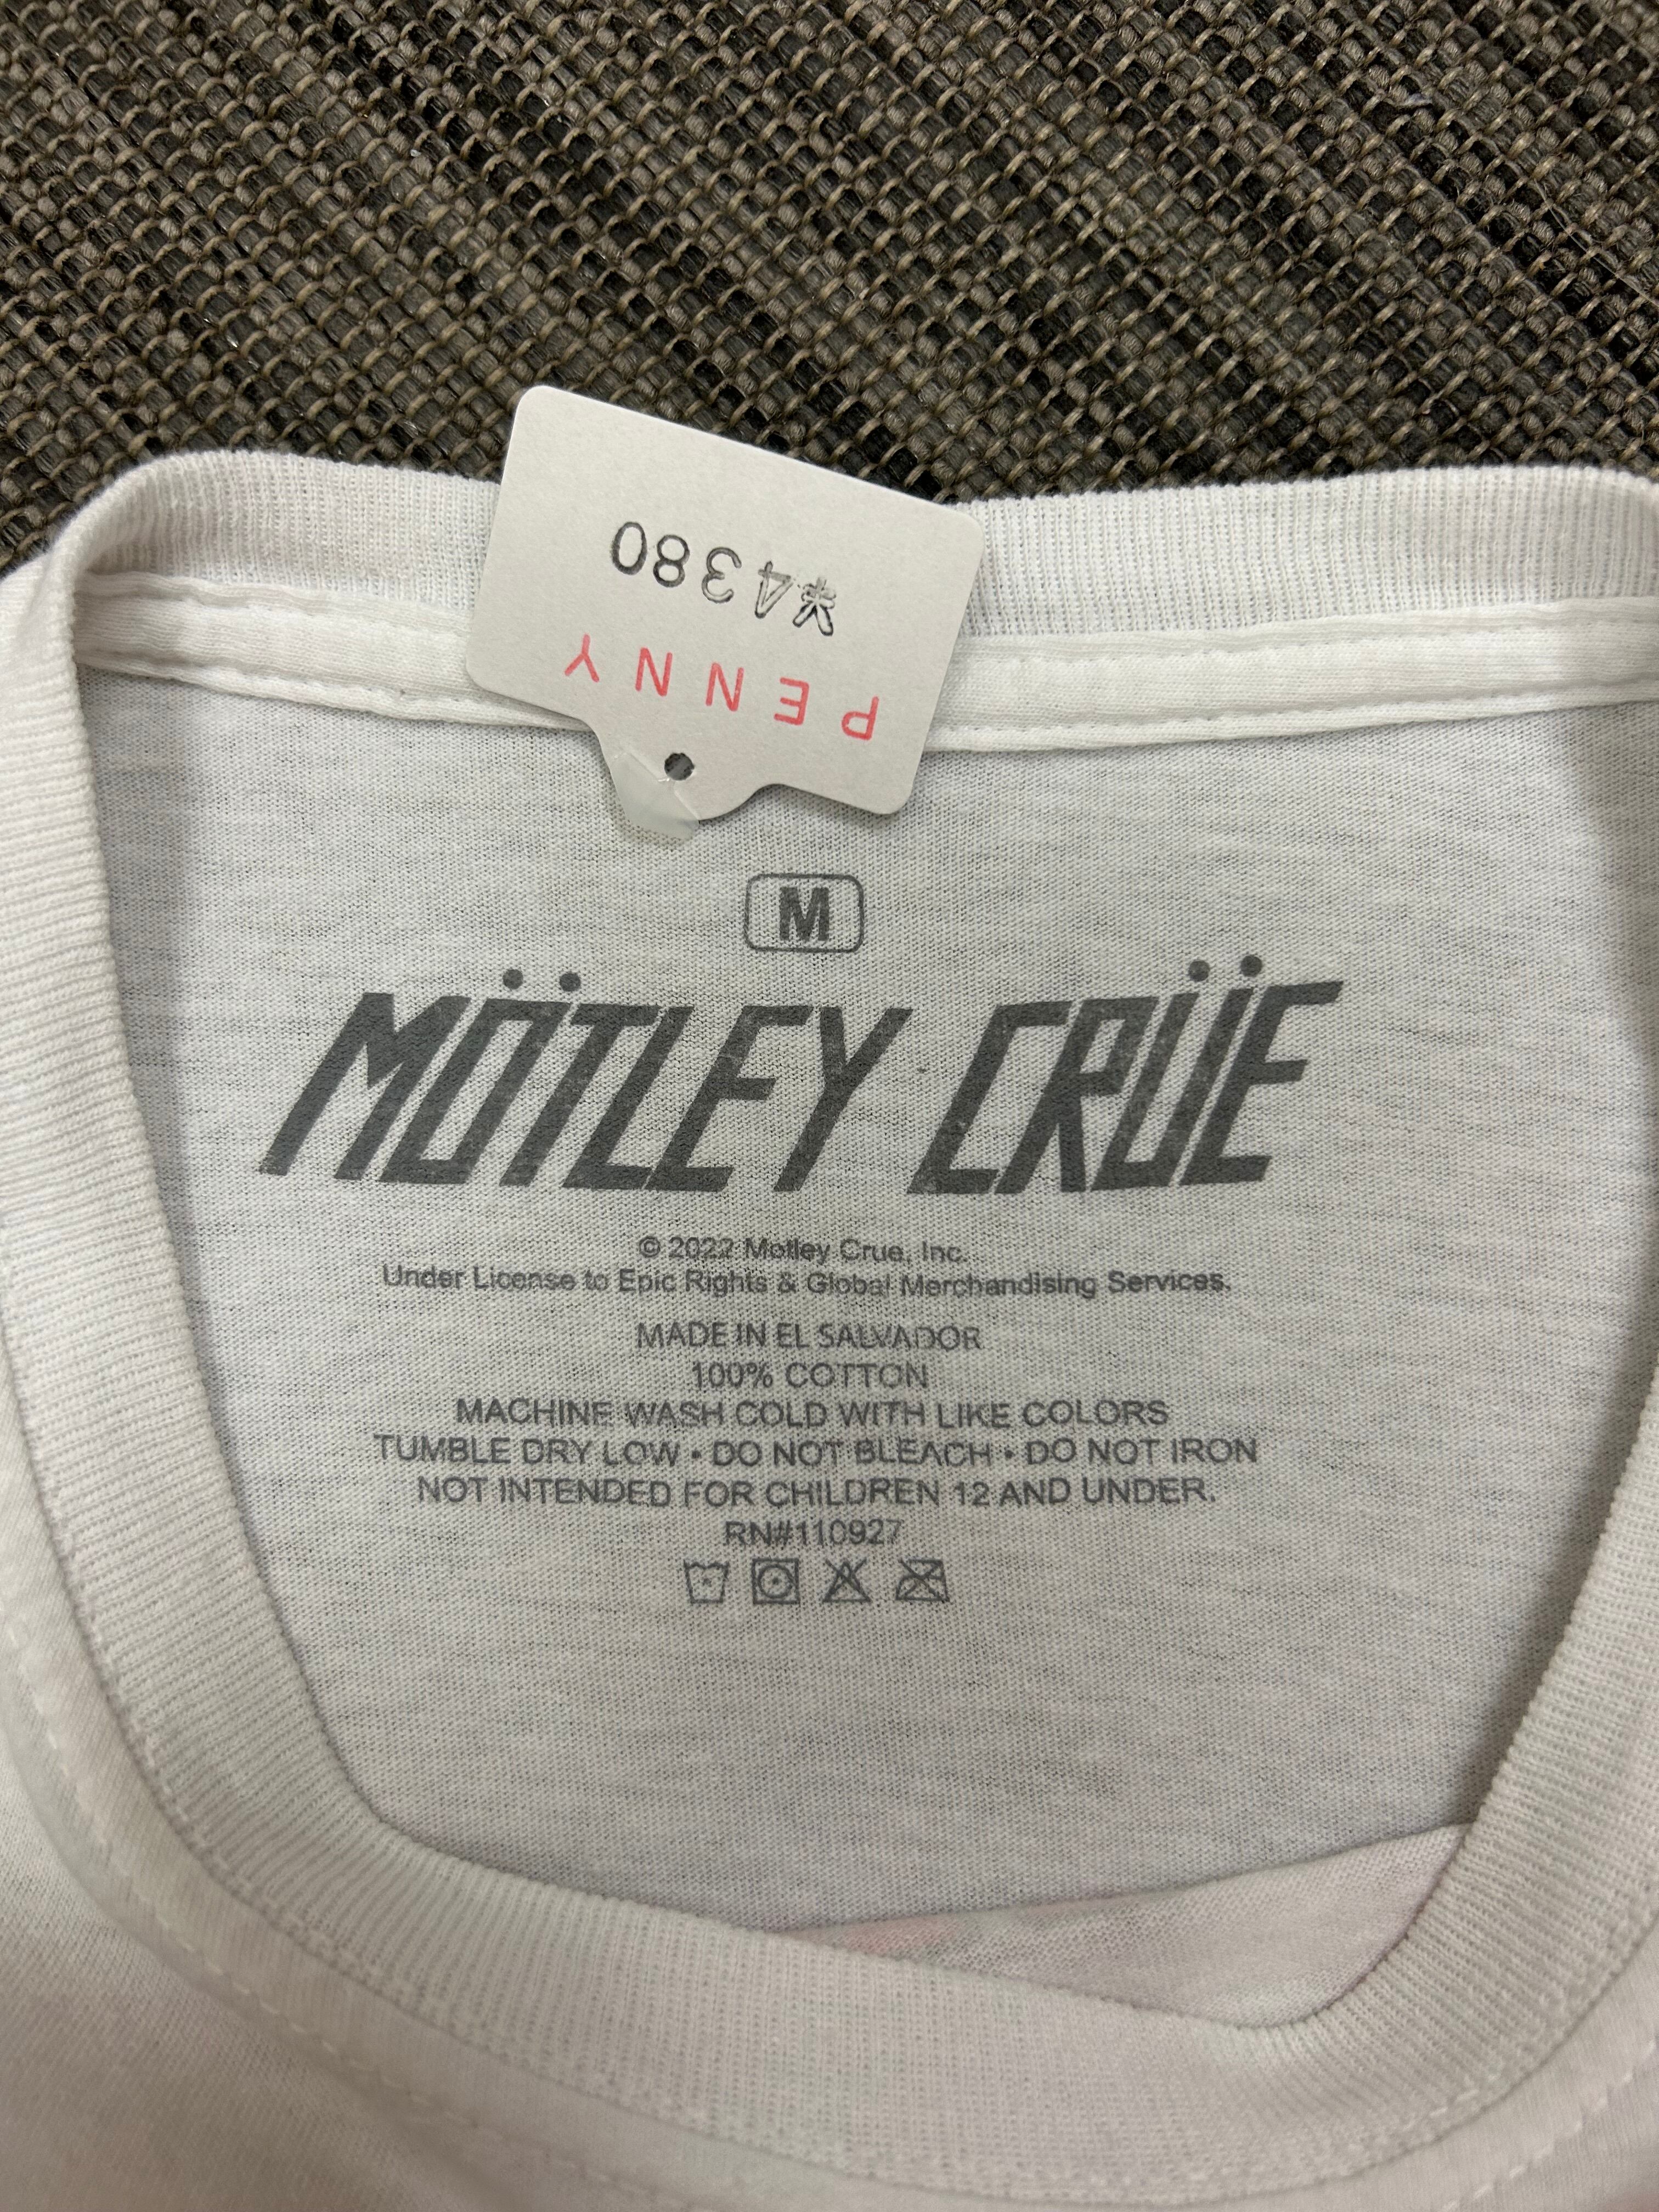 PENNY
*4380
M
MÖTLEY CRÜE
© 2022 Motley Crue, Inc.
Under License to Epic Rights & Global Merchandising Services.
MADE IN EL SALVADOR
100% COTTON
MACHINE WASH COLD WITH LIKE COLORS
TUMBLE DRY LOW • DO NOT BLEACH • DO NOT IRON
NOT INTENDED FOR CHILDREN 12 AND UNDER.
RN#110927